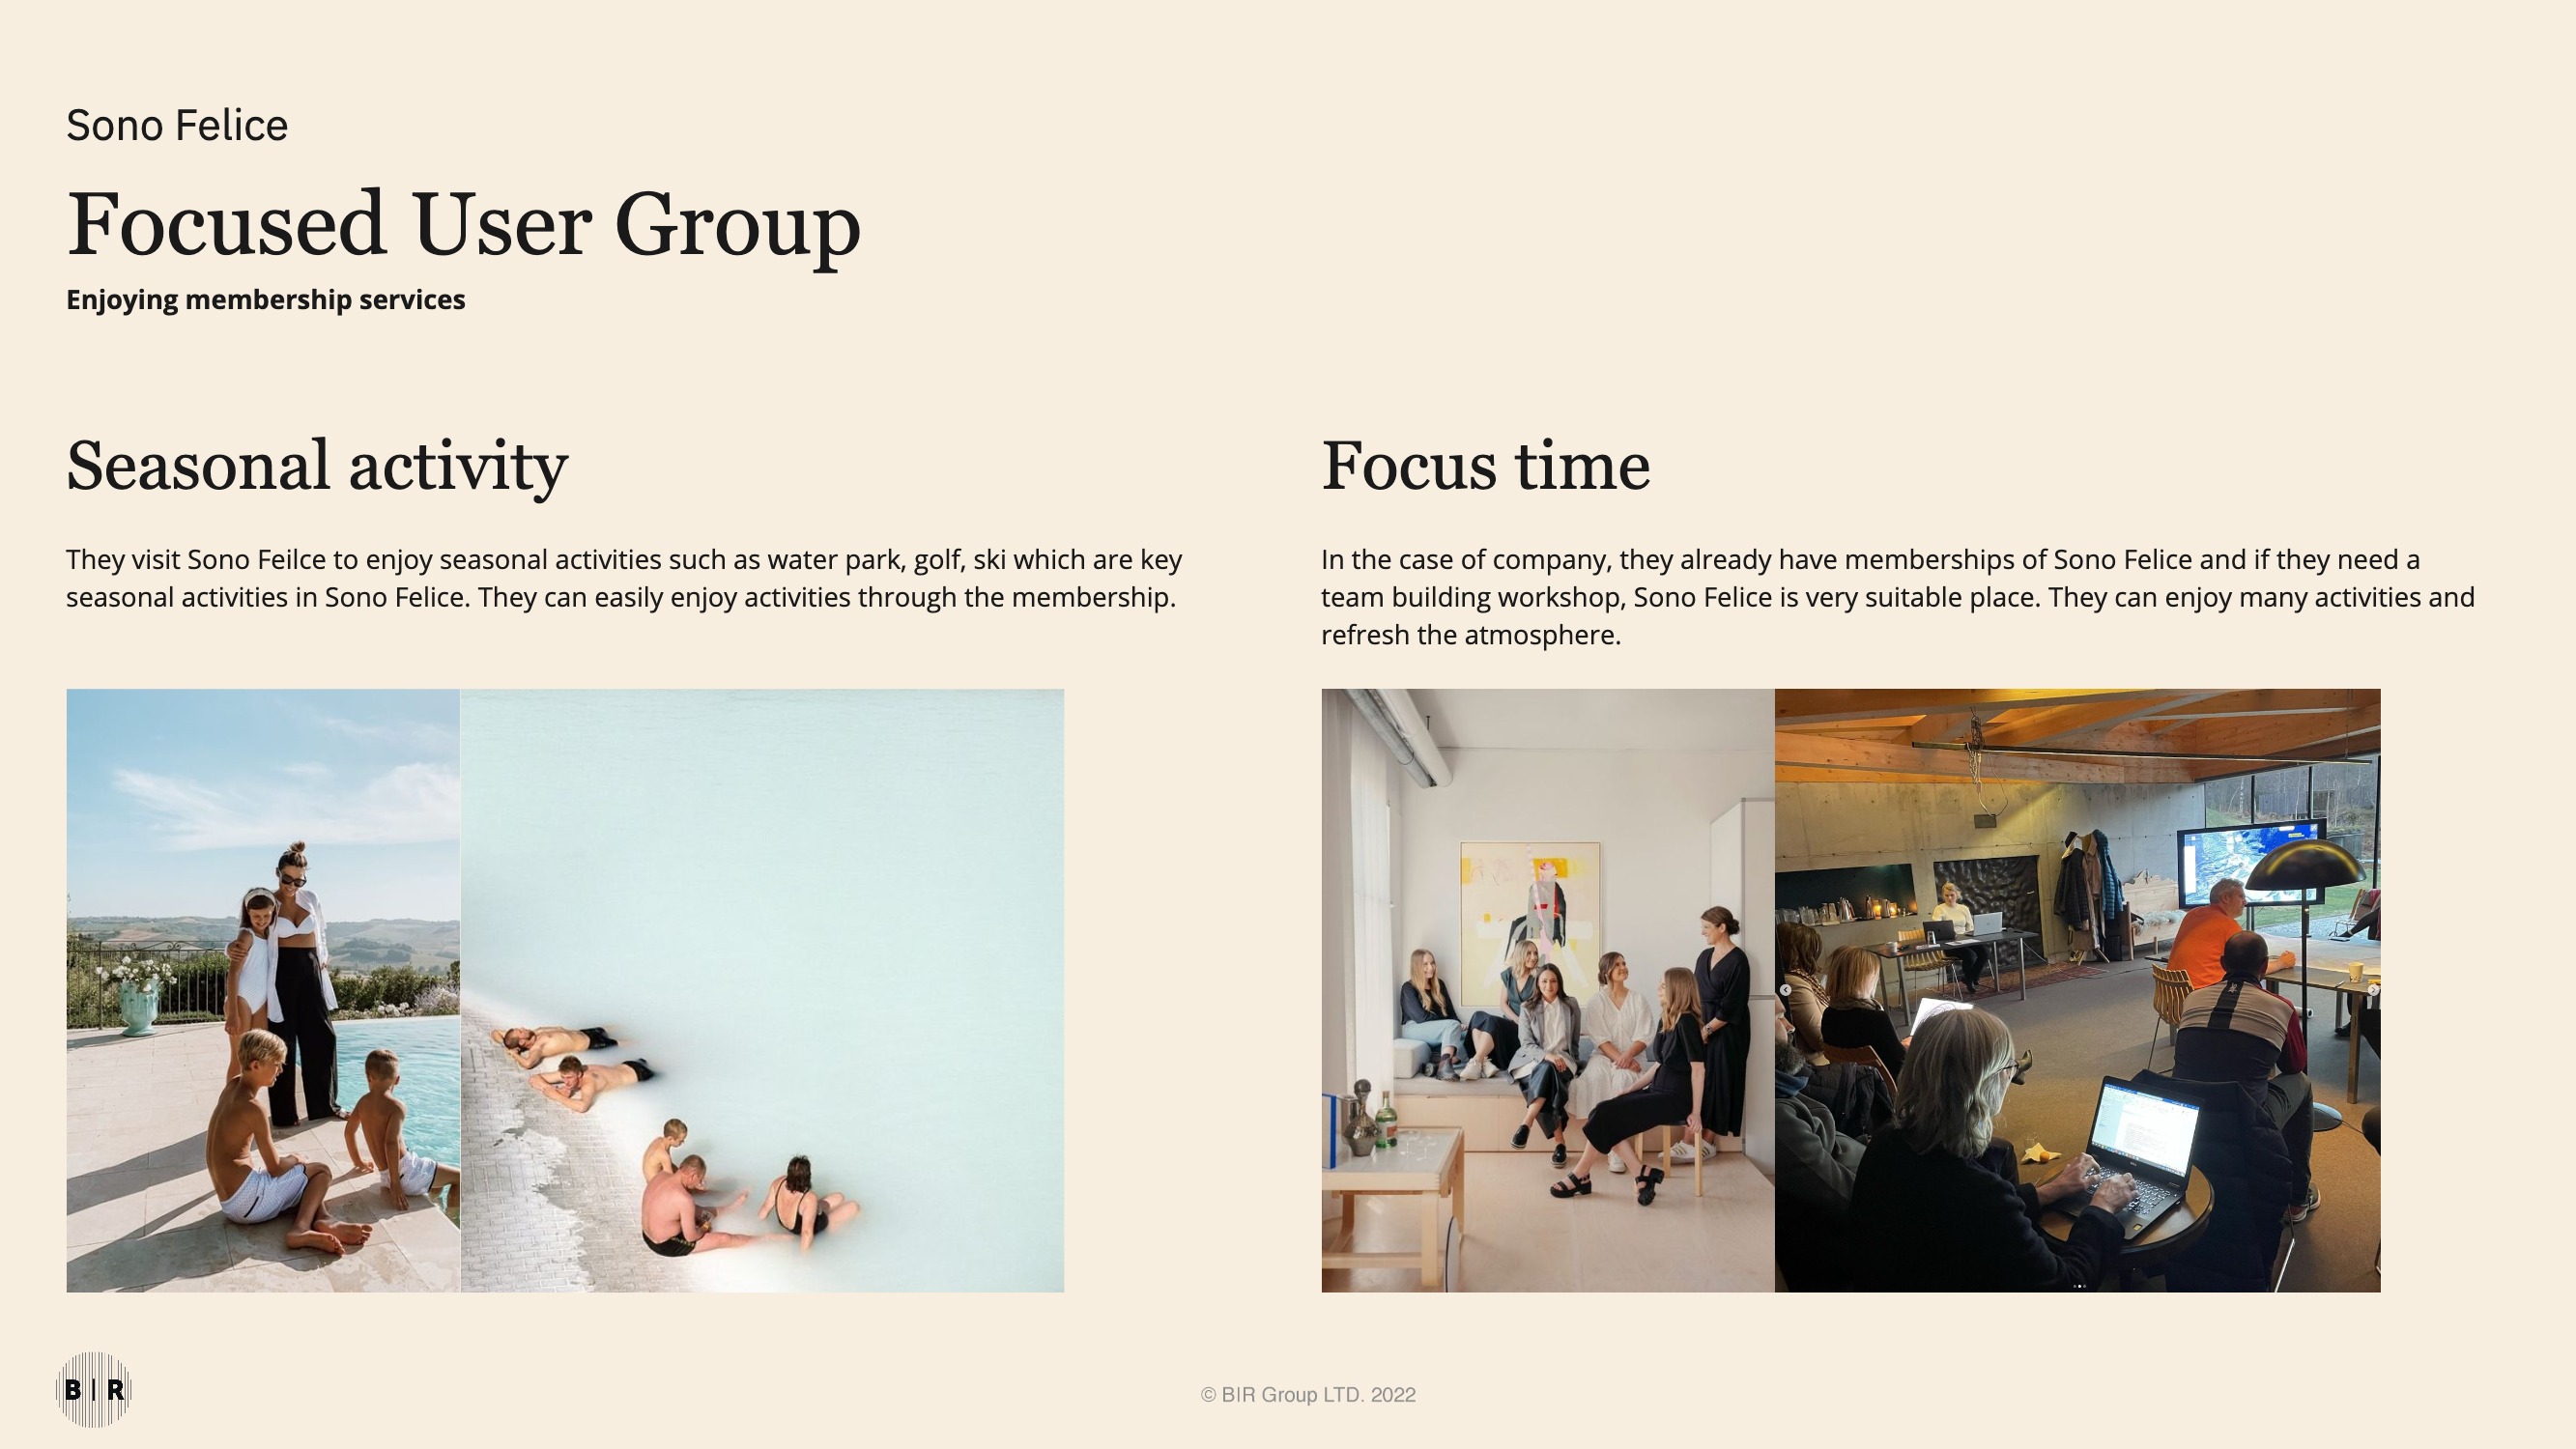 Sono Felice
Focused User Group
Enjoying membership services
Seasonal activity
They visit Sono Feilce to enjoy seasonal activities such as water park, golf, ski which are key
seasonal activities in Sono Felice. They can easily enjoy activities through the membership.
Focus time
In the case of company, they already have memberships of Sono Felice and if they need a
team building workshop, Sono Felice is very suitable place. They can enjoy many activities and
refresh the atmosphere.
B | R
© BIR Group LTD. 2022